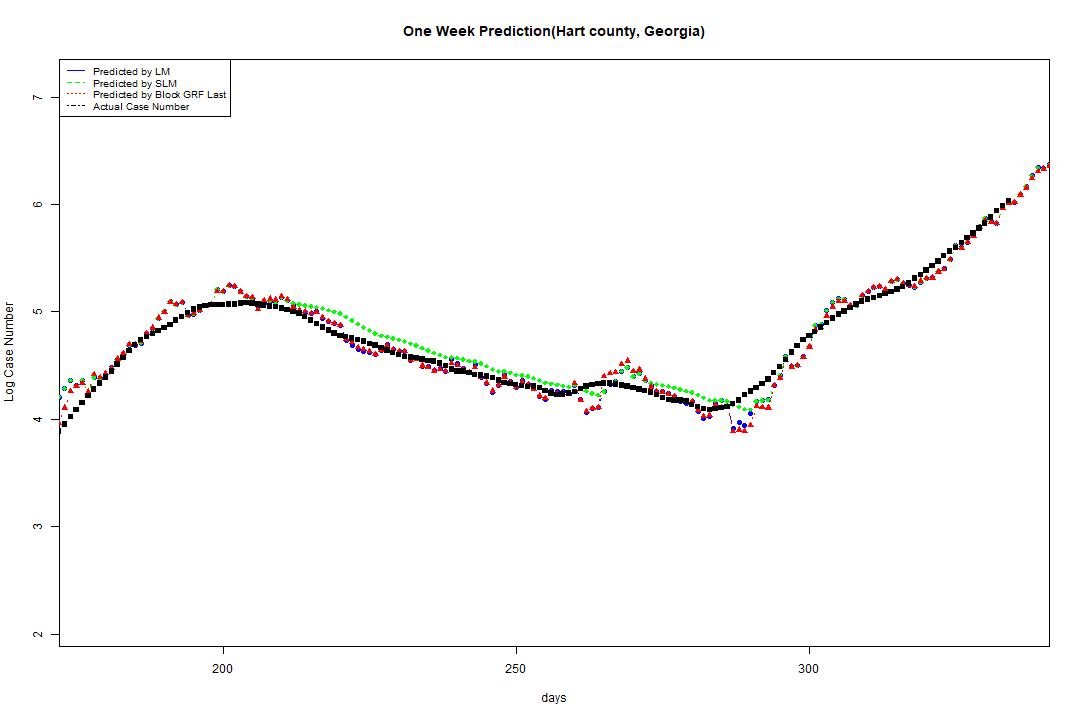 One Week Prediction(Hart county, Georgia)
Predicted by LM
Predicted by SLM
Predicted by Block GRF Last
Actual Case Number
7
6
5
4
3
2
Log Case Number
200 250 300
days